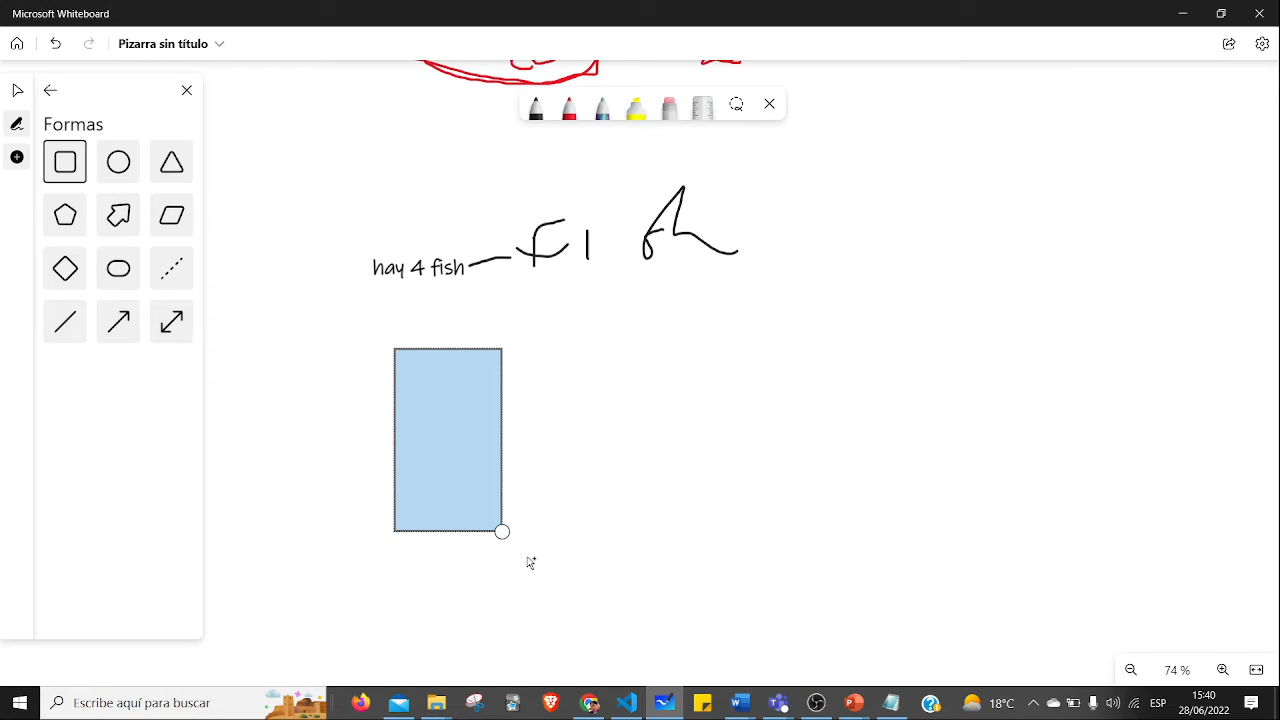 Microsoft Whiteboard
Pizarra sin título
Formas
hay 4 fish
74 %
Escribe aquí para buscar
18°C
ESP
15:40
28/06/2022